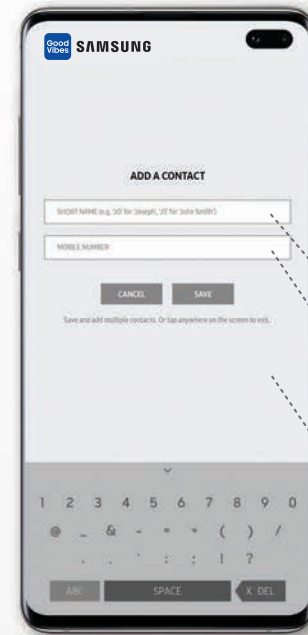 Good
Vibes
SAMSUNG
ADD A CONTACT
SHORT NAME (e.g. 'JO' for 'Joseph', 'JS' for 'John Smith')
MOBILE NUMBER
CANCEL SAVE
Save and add multiple contacts. Or tap anywhere on the screen to exit.
1 2 3 4 5 6 7 8 9 0
@ _ & - = + ( ) /
. , ' : ; ! ?
ABC SPACE X DEL